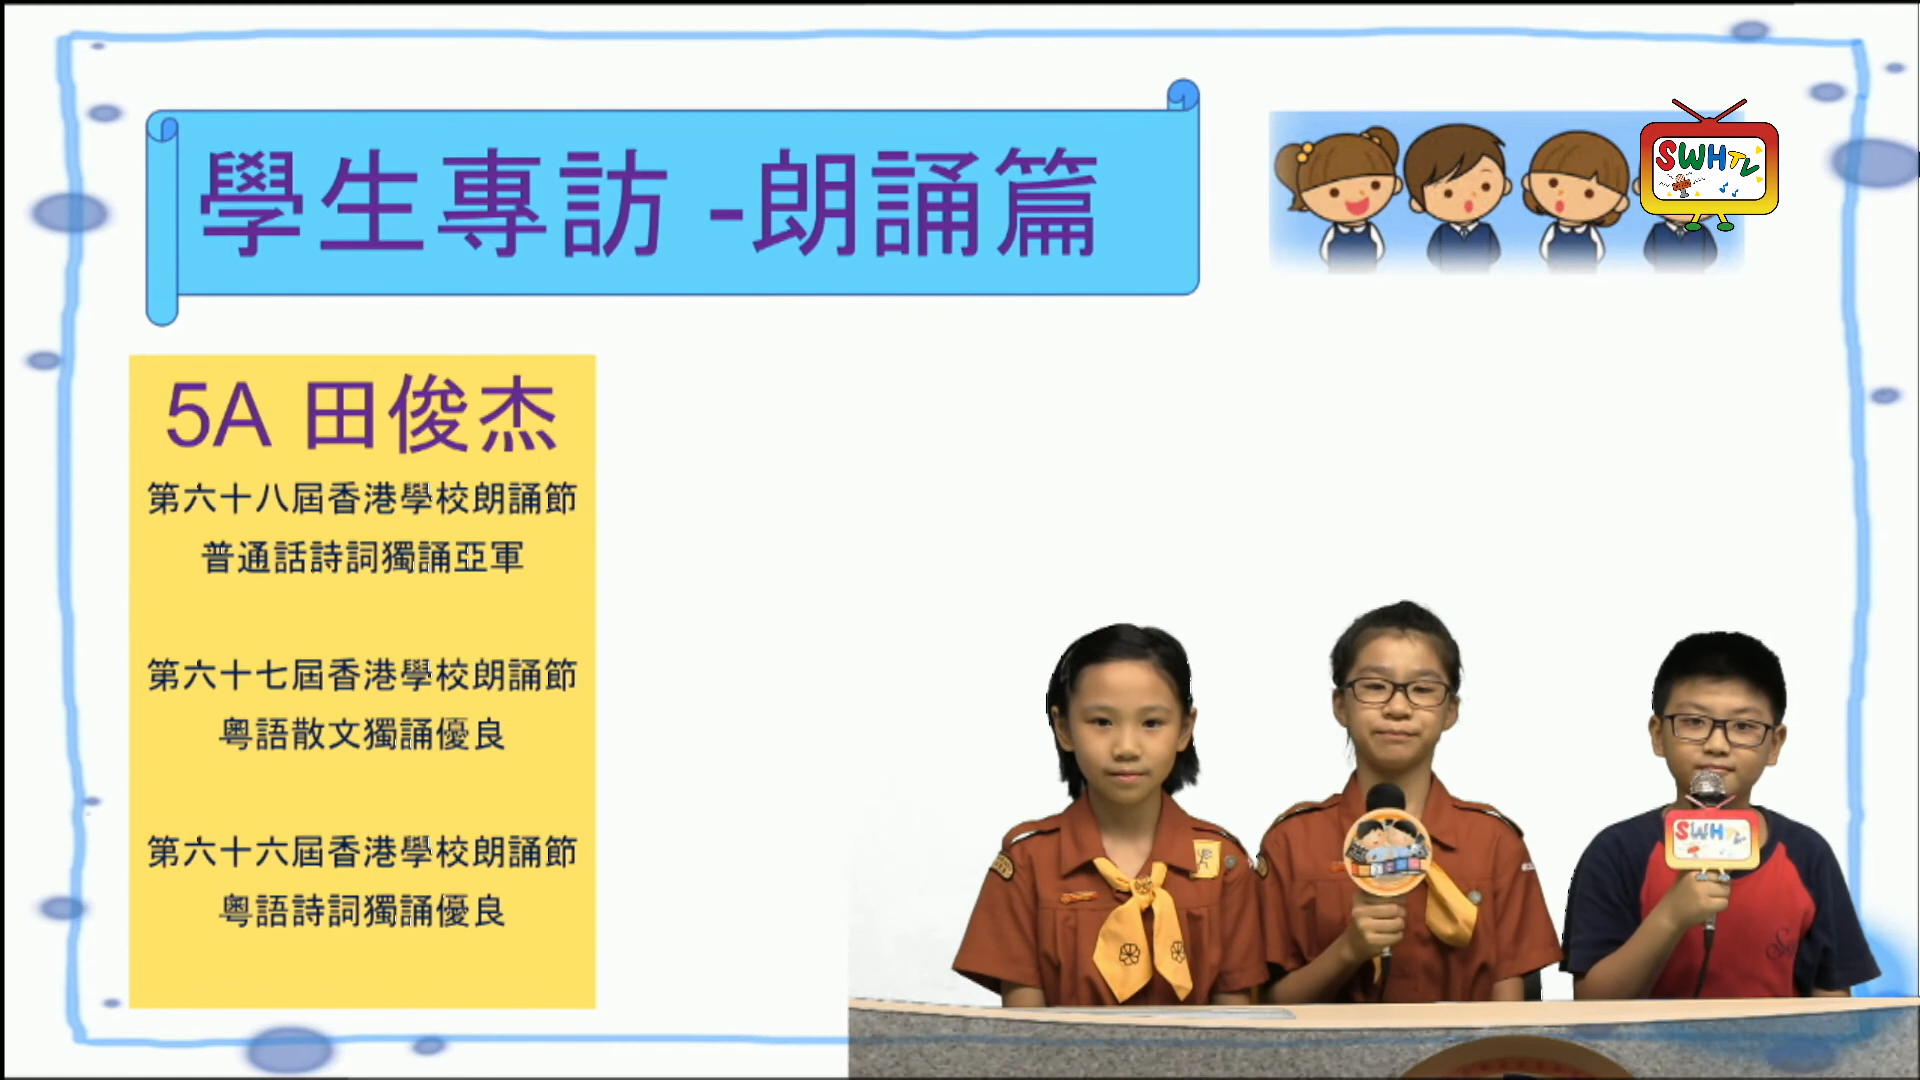 學生專訪 -朗誦篇
SWHTV
5A 田俊杰
第六十八屆香港學校朗誦節
普通話詩詞獨誦亞軍
第六十七屆香港學校朗誦節
粵語散文獨誦優良
第六十六屆香港學校朗誦節
粵語詩詞獨誦優良
SWHTV